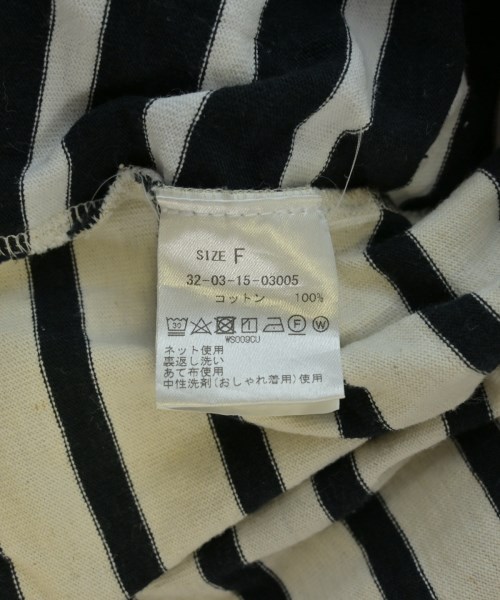 SIZE F
32-03-15-03005
コットン 100%
30 F W
WS009CU
ネット使用
裏返し洗い
あて布使用
中性洗剤(おしゃれ着用)使用